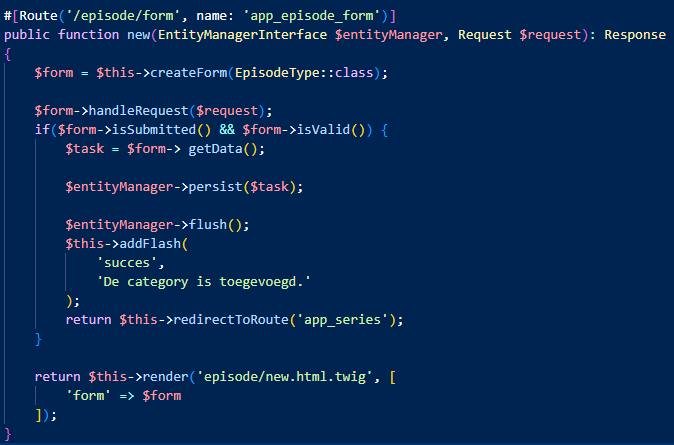 #[Route('/episode/form', name: 'app_episode_form')]
public function new(EntityManagerInterface $entityManager, Request $request): Response
{
    $form = $this->createForm(EpisodeType::class);

    $form->handleRequest($request);
    if($form->isSubmitted() && $form->isValid()) {
        $task = $form-> getData();

        $entityManager->persist($task);

        $entityManager->flush();
        $this->addFlash(
            'succes',
            'De category is toegevoegd.'
        );
        return $this->redirectToRoute('app_series');
    }

    return $this->render('episode/new.html.twig', [
        'form' => $form
    ]);
}